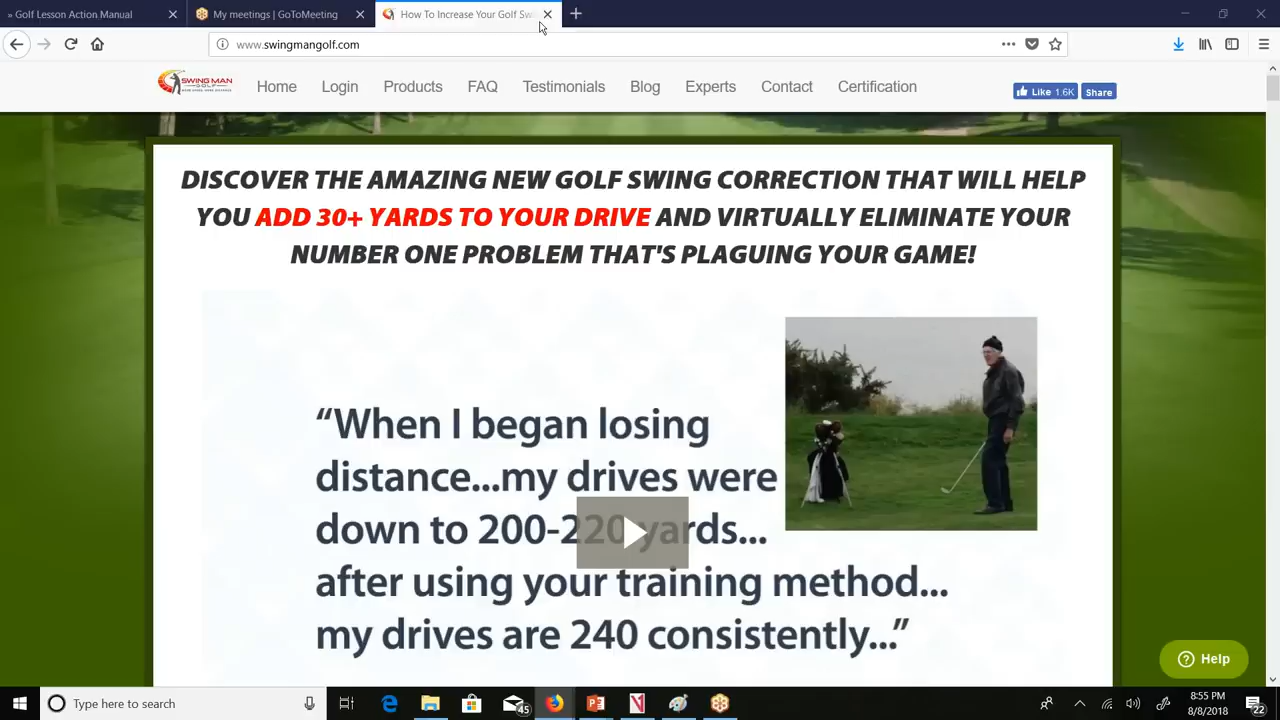 » Golf Lesson Action Manual
My meetings | GoToMeeting
How To Increase Your Golf Swi
www.swingmangolf.com
SWING MAN
GOLF
Home
Login
Products
FAQ
Testimonials
Blog
Experts
Contact
Certification
Like 1.6K
Share
DISCOVER THE AMAZING NEW GOLF SWING CORRECTION THAT WILL HELP
YOU ADD 30+ YARDS TO YOUR DRIVE AND VIRTUALLY ELIMINATE YOUR
NUMBER ONE PROBLEM THAT'S PLAGUING YOUR GAME!
“When I began losing
distance...my drives were
down to 200-220 yards...
after using your training method...
my drives are 240 consistently...”
Help
Type here to search
45
8:55 PM
8/8/2018
22